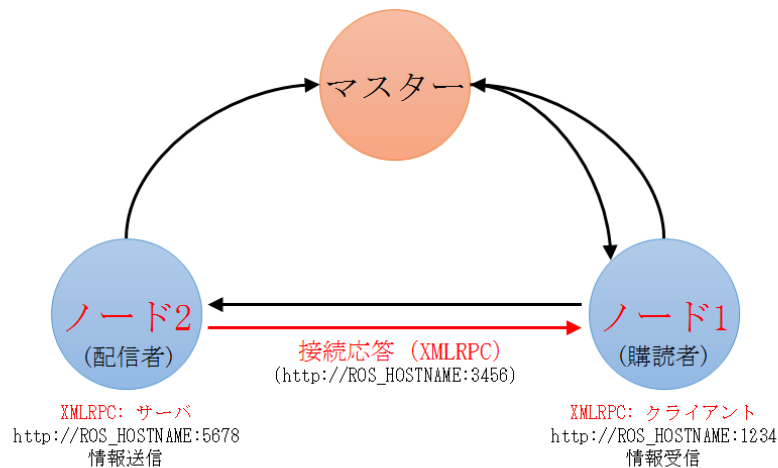 マスター
ノード2
(配信者)
ノード1
(購読者)
接続応答 (XMLRPC)
(http://ROS_HOSTNAME:3456)
XMLRPC: サーバ
http://ROS_HOSTNAME:5678
情報送信
XMLRPC: クライアント
http://ROS_HOSTNAME:1234
情報受信